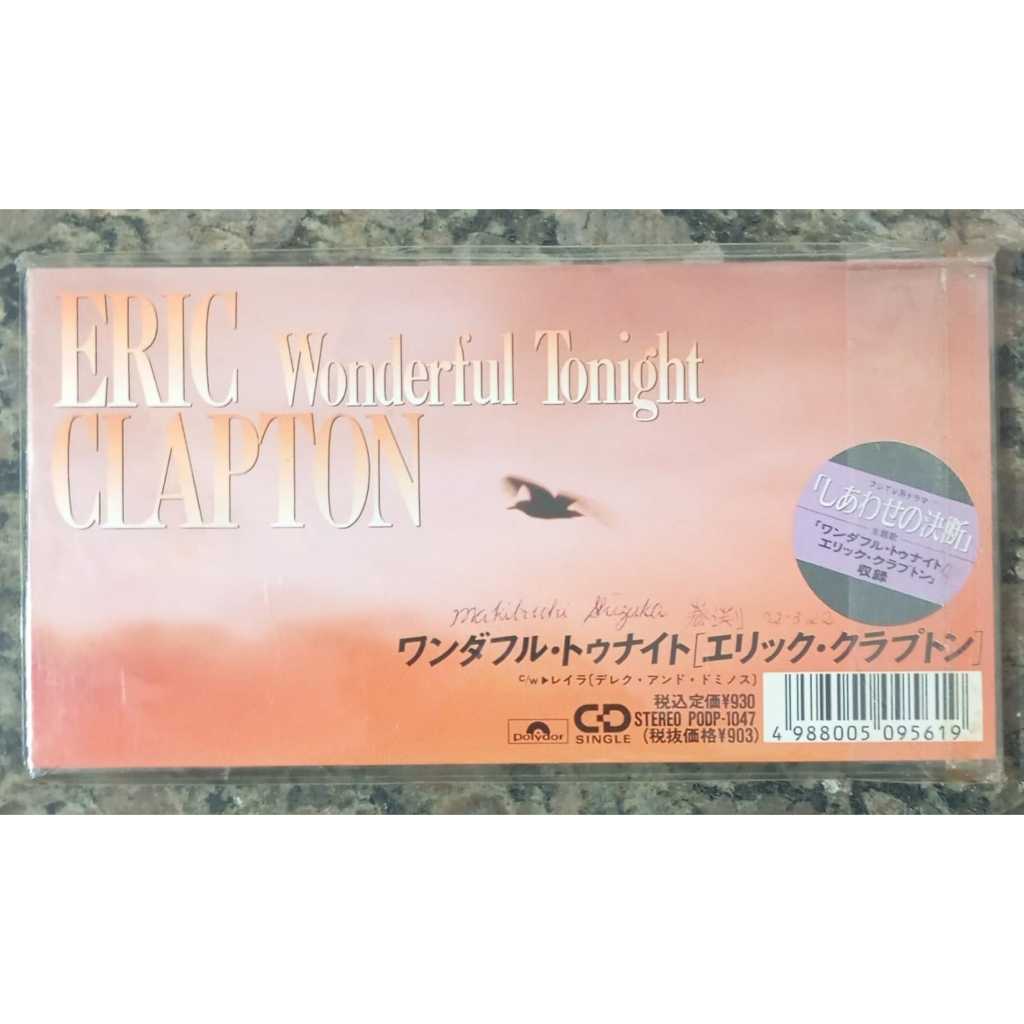 ERIC
CLAPTON
Wonderful Tonight
フジTV系ドラマ
「しあわせの決断」
主題歌
「ワンダフル・トゥナイト/
エリック・クラプトン」
収録
Shizuka
ワンダフル・トゥナイト[エリック・クラプトン]
C/W▶レイラ[デレク・アンド・ドミノス]
税込定価¥930
STEREO PODP-1047
(税抜価格¥903)
polydor
CD
SINGLE
4 988005 095619